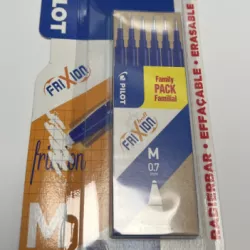 PILOT
FriXion
Family
PACK
Familial
PILOT
FriXion
M
0.7
frixion
M
RADIERBAR • EFFAÇABLE • ERASABLE